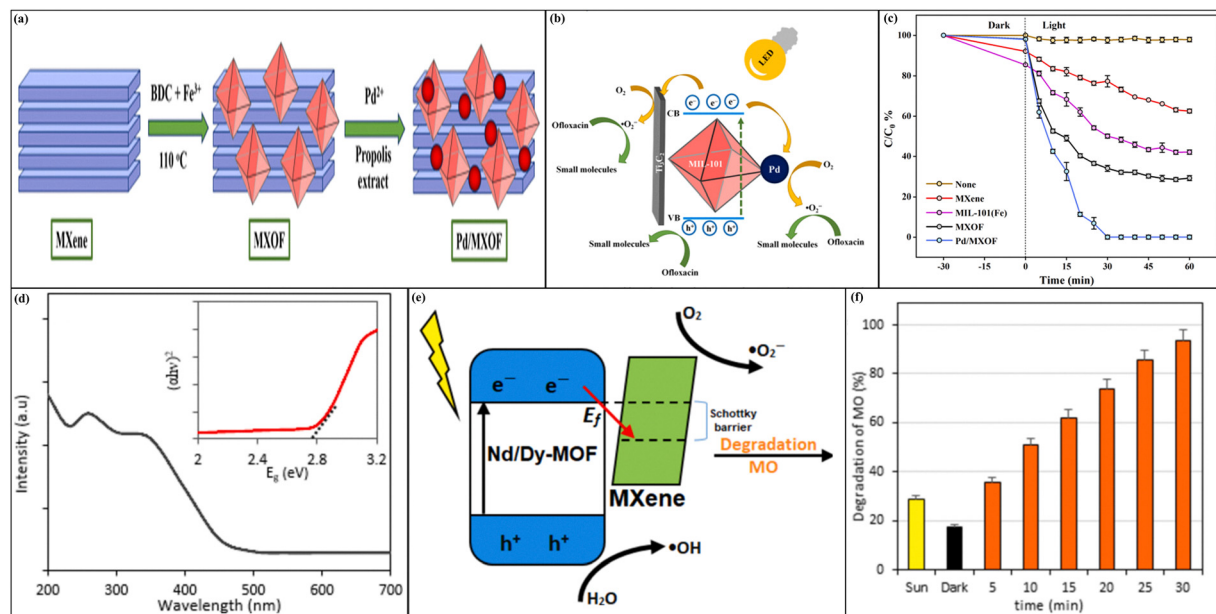 (a)
BDC + Fe³⁺
110 °C
Pd²⁺
Propolis
extract
MXene
MXOF
Pd/MXOF
(b)
LED
O₂
e⁻ e⁻ e⁻
CB
•O₂⁻
Ofloxacin
Small molecules
Ti₃C₂
MIL-101
Pd
O₂
•O₂⁻
VB
h⁺ h⁺ h⁺
Small molecules
Ofloxacin
Small molecules
Ofloxacin
(c)
Dark Light
C/C₀ %
100
80
60
40
20
0
None
MXene
MIL-101(Fe)
MXOF
Pd/MXOF
-30 -15 0 15 30 45 60
Time (min)
(d)
Intensity (a.u)
(αhν)²
2 2.4 2.8 3.2
E₉ (eV)
200 300 400 500 600 700
Wavelength (nm)
(e)
O₂
•O₂⁻
e⁻ e⁻
E𝑓
Schottky
barrier
Nd/Dy-MOF
Degradation
MO
MXene
h⁺ h⁺
•OH
H₂O
(f)
Degradation of MO (%)
100
80
60
40
20
0
Sun Dark 5 10 15 20 25 30
time (min)